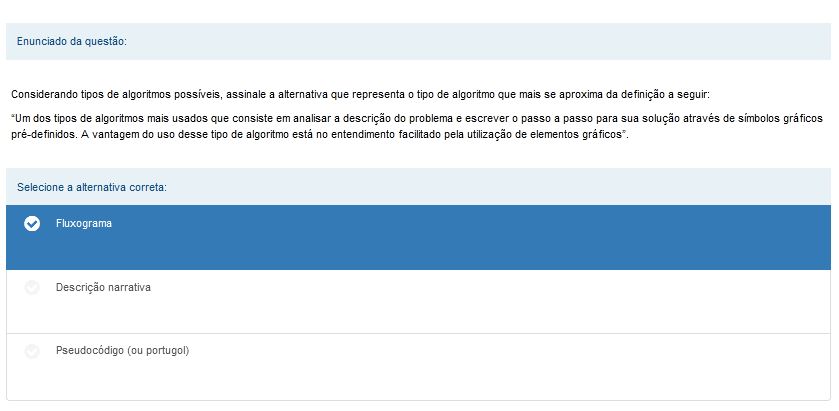 Enunciado da questão:
Considerando tipos de algoritmos possíveis, assinale a alternativa que representa o tipo de algoritmo que mais se aproxima da definição a seguir:
“Um dos tipos de algoritmos mais usados que consiste em analisar a descrição do problema e escrever o passo a passo para sua solução através de símbolos gráficos
pré-definidos. A vantagem do uso desse tipo de algoritmo está no entendimento facilitado pela utilização de elementos gráficos”.
Selecione a alternativa correta:
Fluxograma
Descrição narrativa
Pseudocódigo (ou portugol)